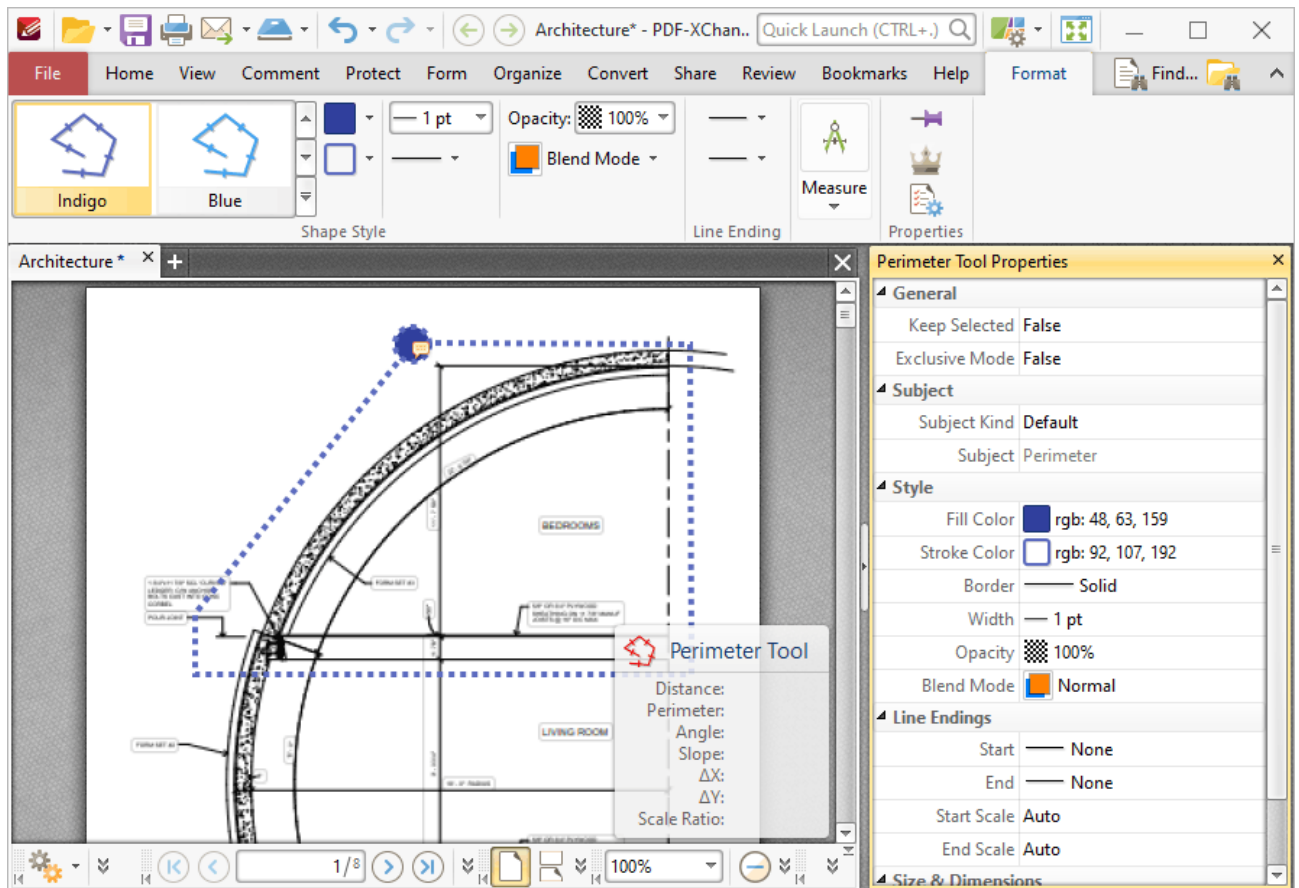 Architecture* - PDF-XChan..
Quick Launch (CTRL+.)
File Home View Comment Protect Form Organize Convert Share Review Bookmarks Help Format Find...
1 pt
Opacity: 100%
Blend Mode
Measure
Indigo Blue
Shape Style
Line Ending
Properties
Architecture *
Perimeter Tool Properties
General
Keep Selected False
Exclusive Mode False
Subject
Subject Kind Default
Subject Perimeter
Style
Fill Color rgb: 48, 63, 159
Stroke Color rgb: 92, 107, 192
Border Solid
Width 1 pt
Opacity 100%
Blend Mode Normal
Line Endings
Start None
End None
Start Scale Auto
End Scale Auto
Size & Dimensions
BEDROOMS
FORM SET #3
POUR JOINT
LIVING ROOM
Perimeter Tool
Distance:
Perimeter:
Angle:
Slope:
ΔX:
ΔY:
Scale Ratio:
1/8
100%